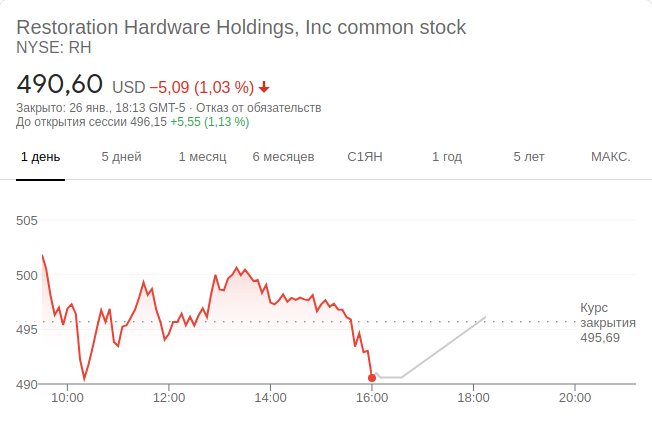 Restoration Hardware Holdings, Inc common stock
NYSE: RH
490,60 USD −5,09 (1,03 %)
Закрыто: 26 янв., 18:13 GMT-5 · Отказ от обязательств
До открытия сессии 496,15 +5,55 (1,13 %)
1 день 5 дней 1 месяц 6 месяцев С1ЯН 1 год 5 лет МАКС.
505
500
495
490
Курс
закрытия
495,69
10:00 12:00 14:00 16:00 18:00 20:00